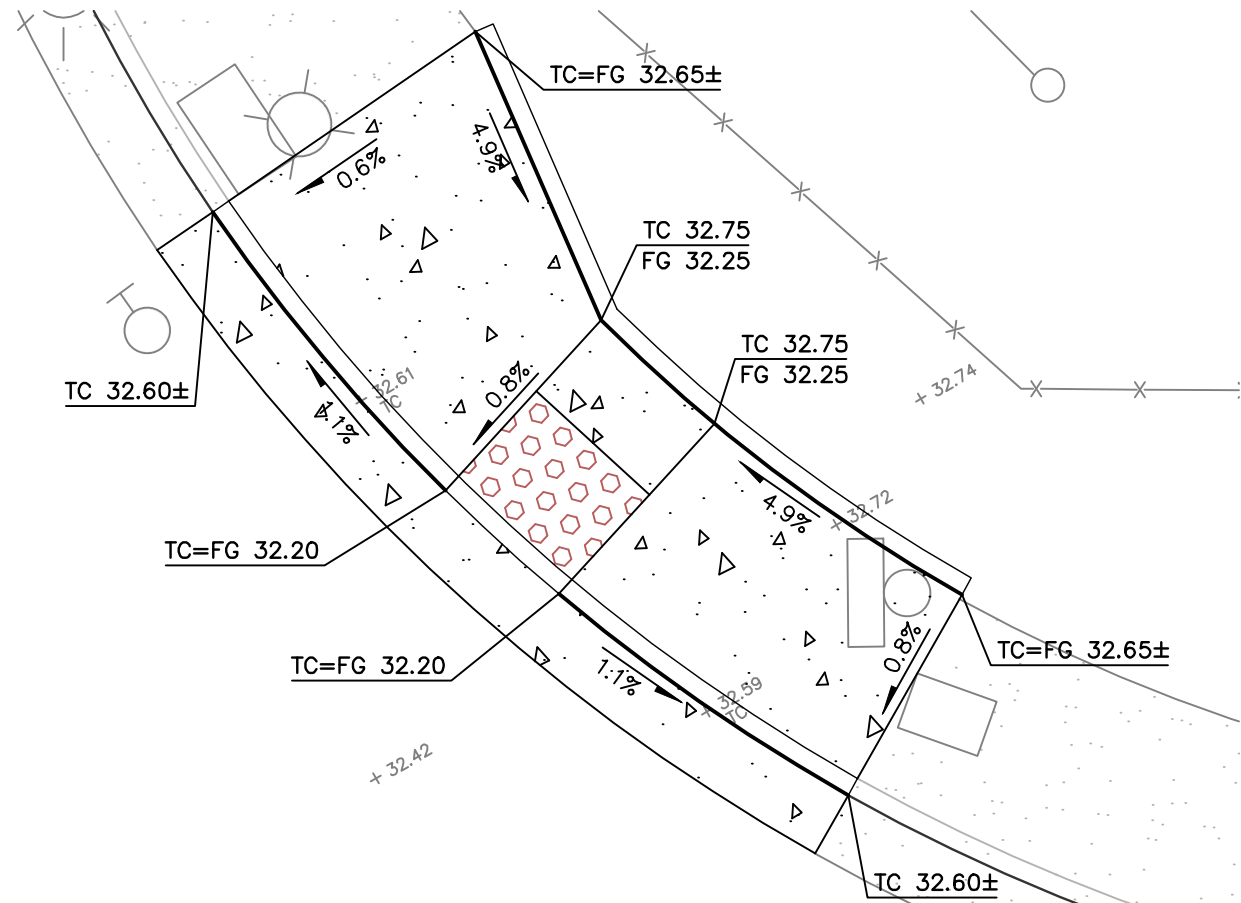 TC=FG 32.65±
4.9%
0.6%
TC 32.75
FG 32.25
TC 32.75
FG 32.25
TC 32.60±
32.61
TC
0.8%
1.1%
32.74
4.9%
32.72
TC=FG 32.20
TC=FG 32.20
0.8%
TC=FG 32.65±
1.1%
32.59
TC
32.42
TC 32.60±